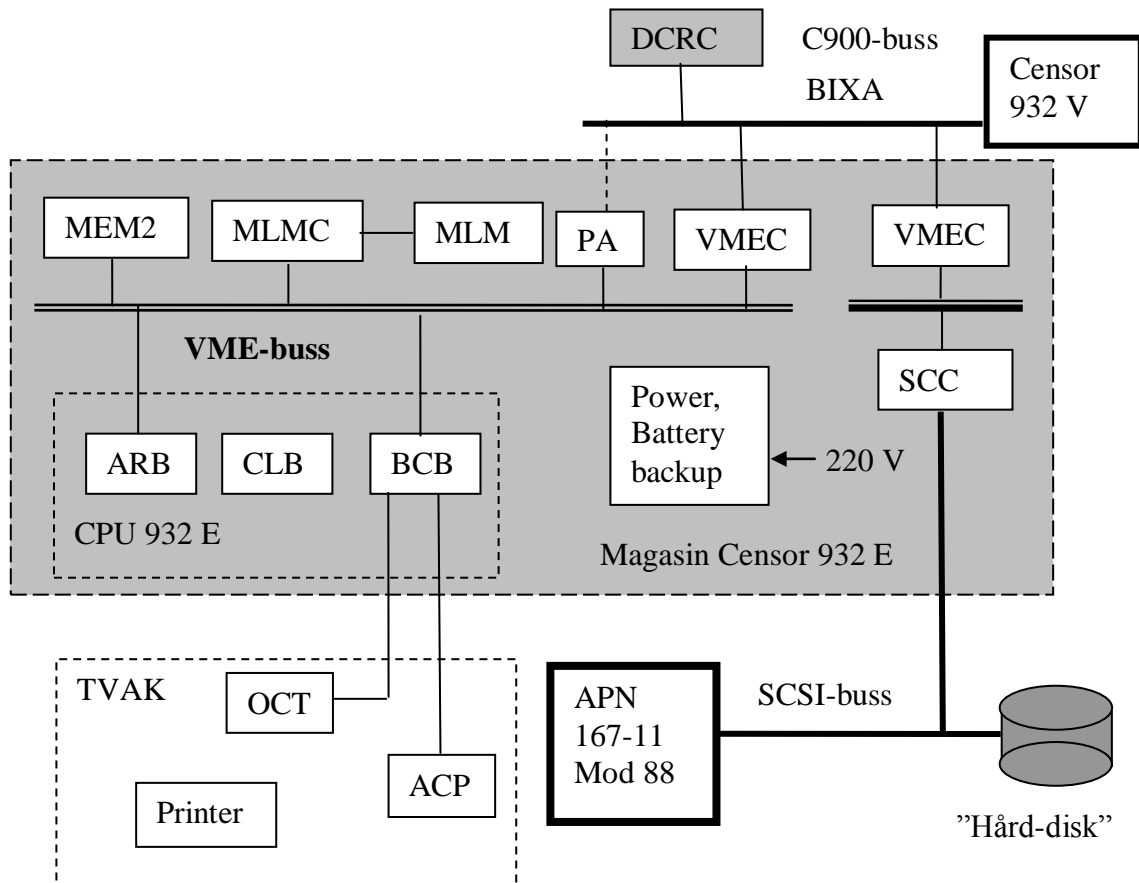 DCRC
C900-buss
BIXA
Censor
932 V
MEM2
MLMC
MLM
PA
VMEC
VMEC
VME-buss
SCC
Power,
Battery
backup
220 V
ARB
CLB
BCB
CPU 932 E
Magasin Censor 932 E
TVAK
OCT
ACP
Printer
APN
167-11
Mod 88
SCSI-buss
”Hård-disk”